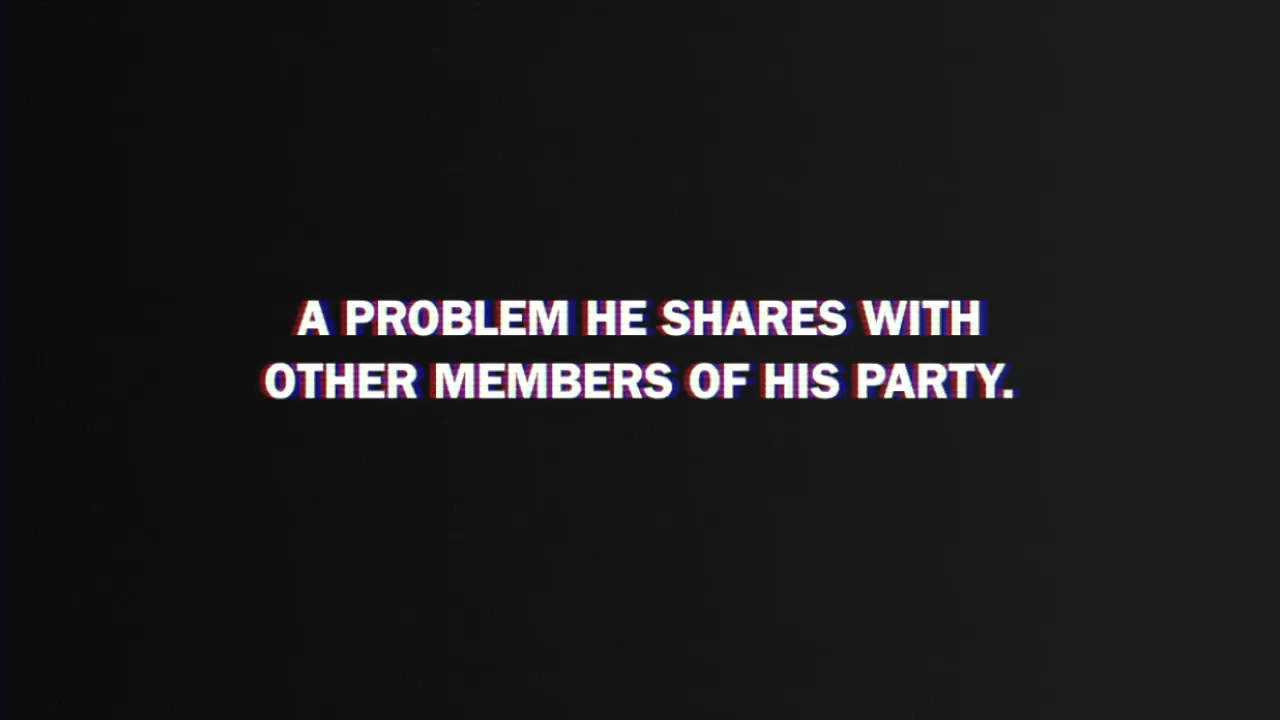 A PROBLEM HE SHARES WITH
OTHER MEMBERS OF HIS PARTY.